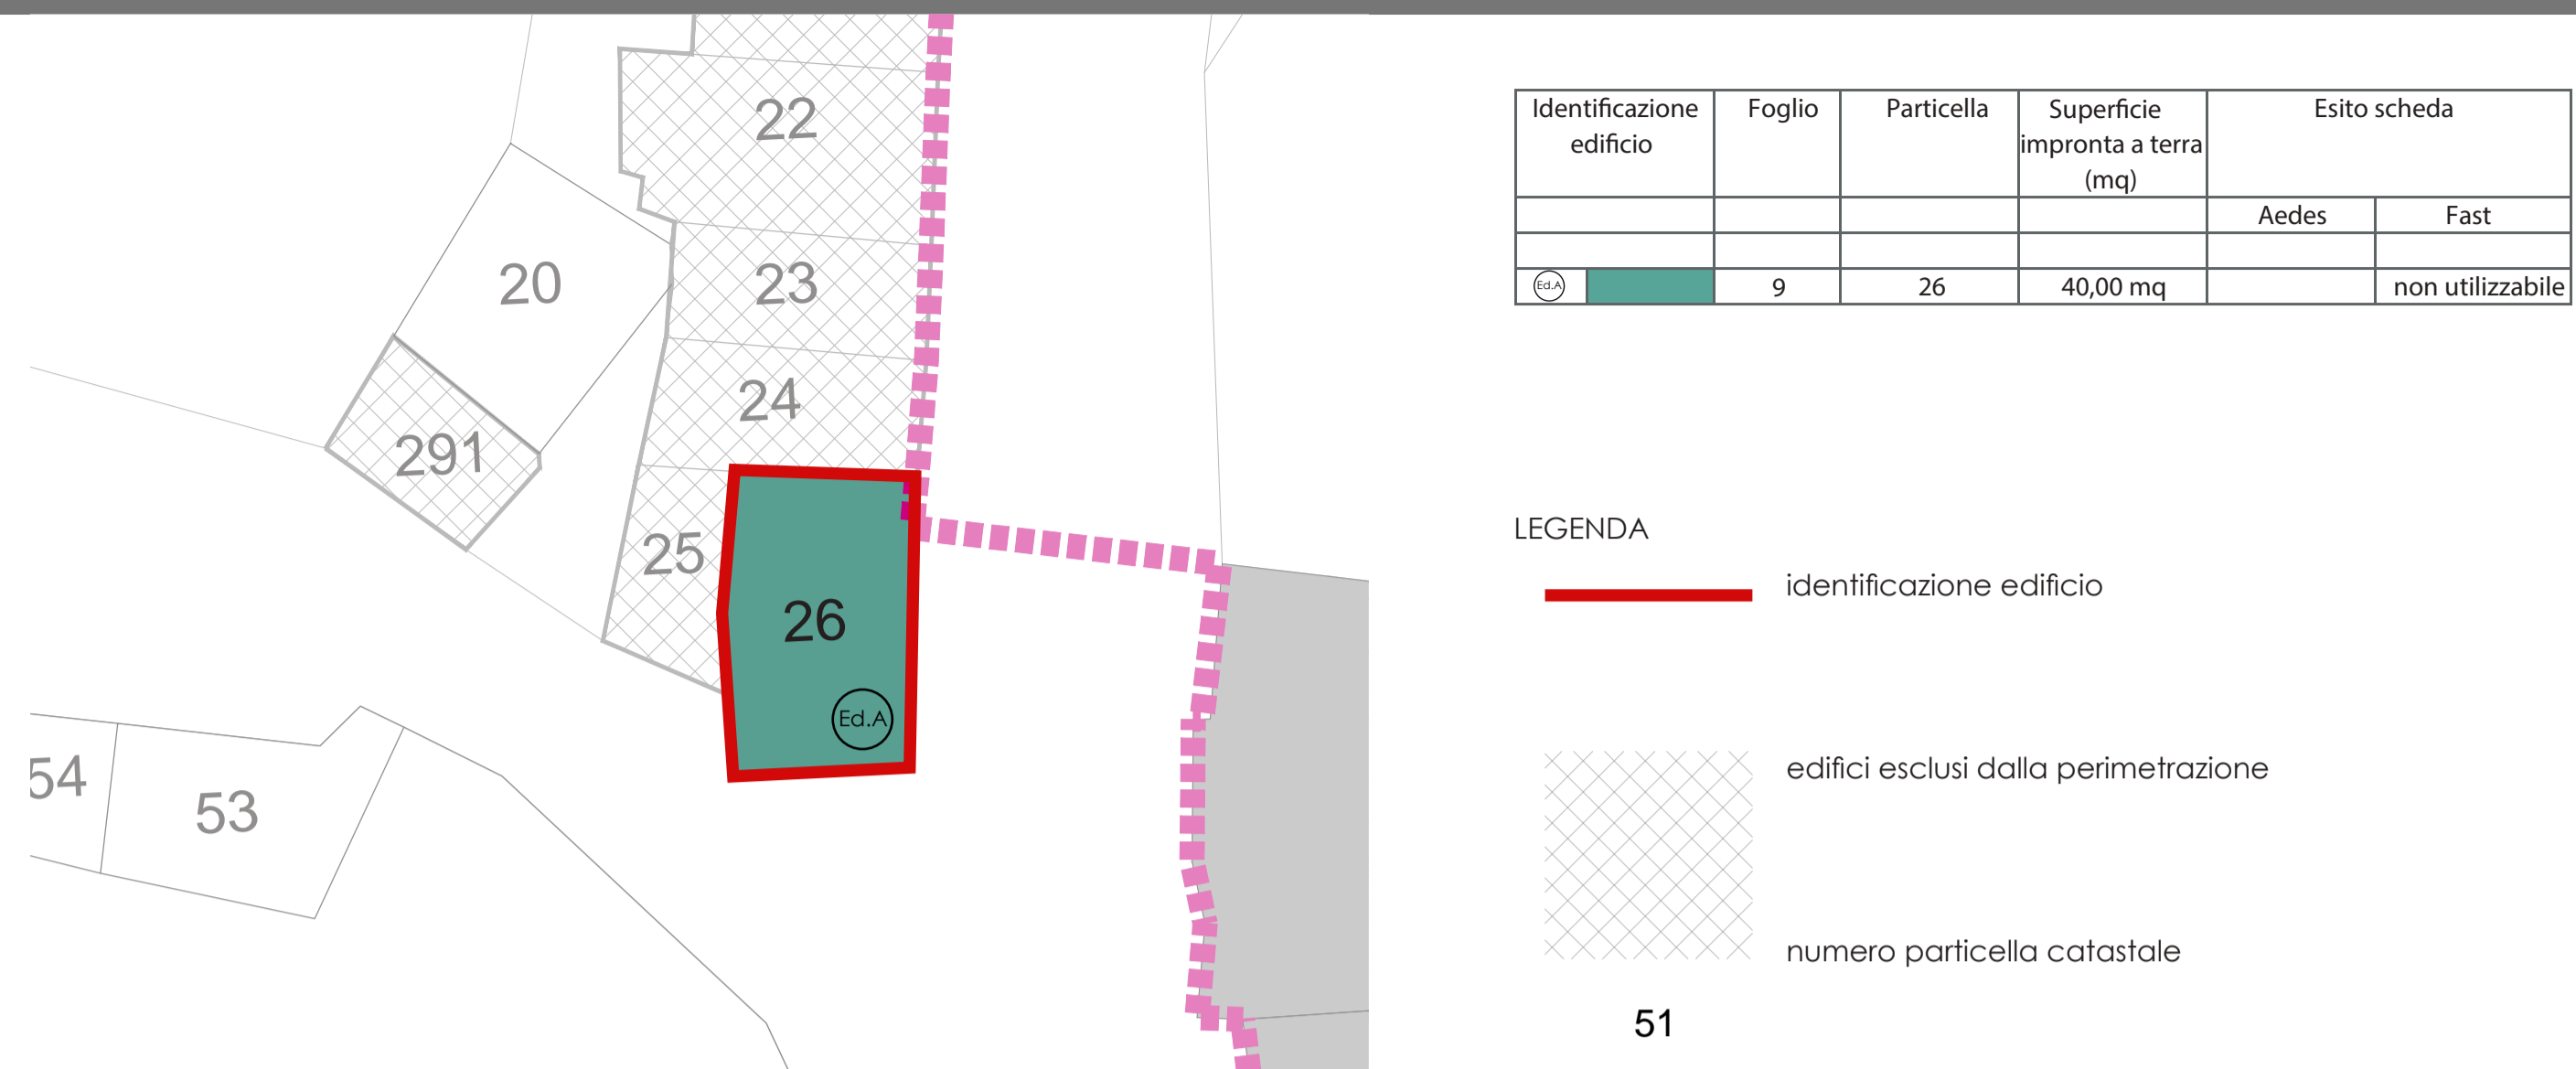 22
20
23
24
291
25
26
Ed.A
54
53
Identificazione edificio Foglio Particella Superficie impronta a terra (mq) Esito scheda
Aedes Fast
Ed.A 9 26 40,00 mq non utilizzabile
LEGENDA
identificazione edificio
edifici esclusi dalla perimetrazione
numero particella catastale
51